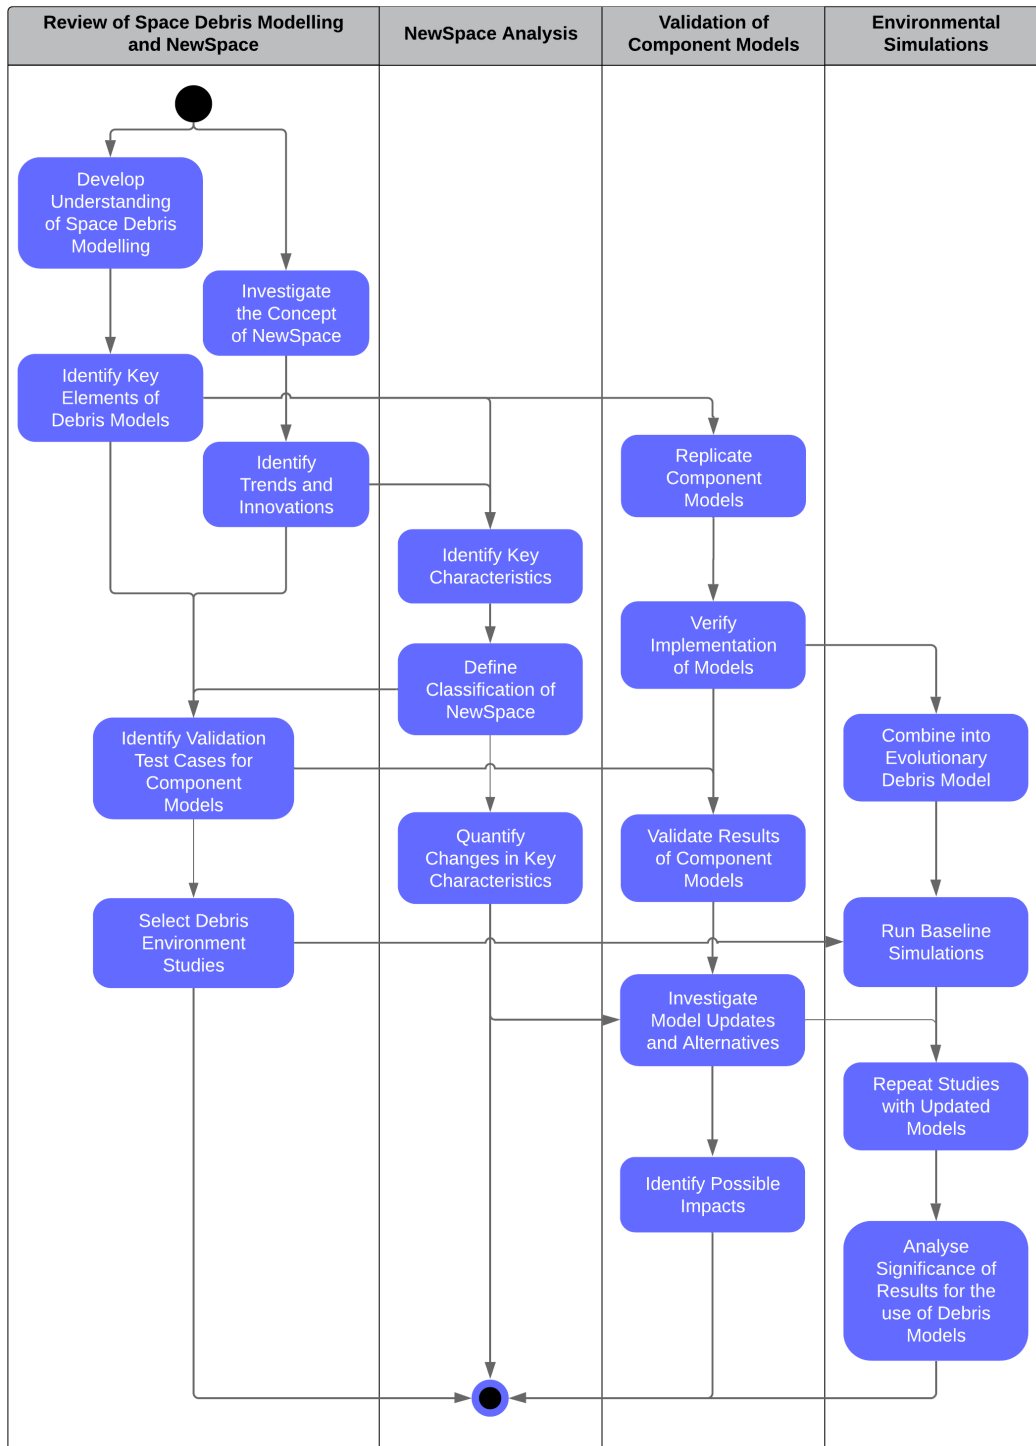 Review of Space Debris Modelling
and NewSpace
NewSpace Analysis
Validation of
Component Models
Environmental
Simulations
Develop
Understanding
of Space Debris
Modelling
Investigate
the Concept
of NewSpace
Identify Key
Elements of
Debris Models
Identify
Trends and
Innovations
Replicate
Component
Models
Identify Key
Characteristics
Verify
Implementation
of Models
Define
Classification of
NewSpace
Identify Validation
Test Cases for
Component
Models
Combine into
Evolutionary
Debris Model
Quantify
Changes in Key
Characteristics
Validate Results
of Component
Models
Select Debris
Environment
Studies
Run Baseline
Simulations
Investigate
Model Updates
and Alternatives
Repeat Studies
with Updated
Models
Identify Possible
Impacts
Analyse
Significance of
Results for the
use of Debris
Models